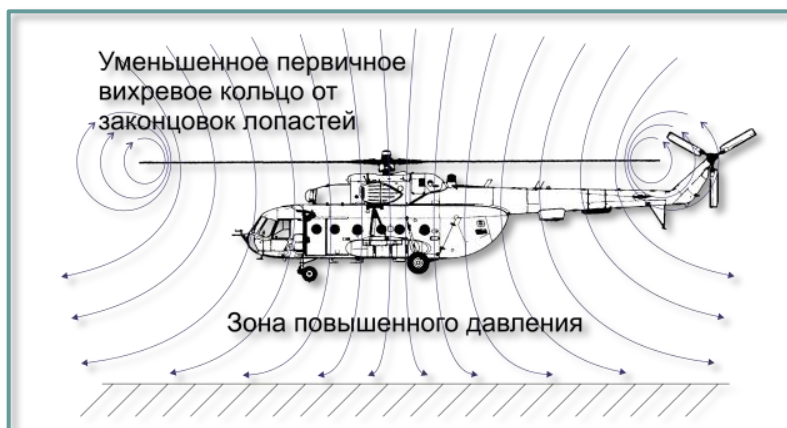 Уменьшенное первичное
вихревое кольцо от
законцовок лопастей
Зона повышенного давления